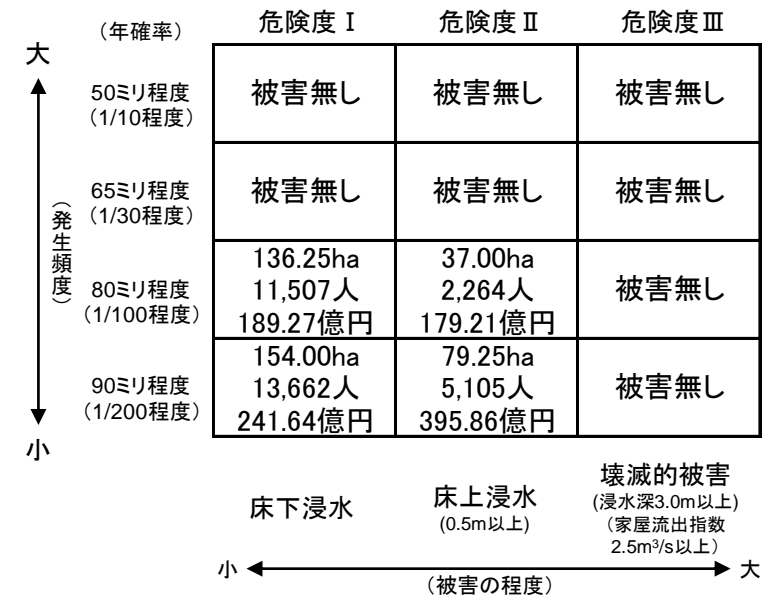 （年確率）
危険度Ⅰ
危険度Ⅱ
危険度Ⅲ
大
50ミリ程度
（1/10程度）
被害無し
被害無し
被害無し
65ミリ程度
（1/30程度）
被害無し
被害無し
被害無し
（発生頻度）
80ミリ程度
（1/100程度）
136.25ha
11,507人
189.27億円
37.00ha
2,264人
179.21億円
被害無し
90ミリ程度
（1/200程度）
154.00ha
13,662人
241.64億円
79.25ha
5,105人
395.86億円
被害無し
小
床下浸水
床上浸水
(0.5m以上)
壊滅的被害
(浸水深3.0m以上)
（家屋流出指数
2.5m³/s以上）
小
大
（被害の程度）